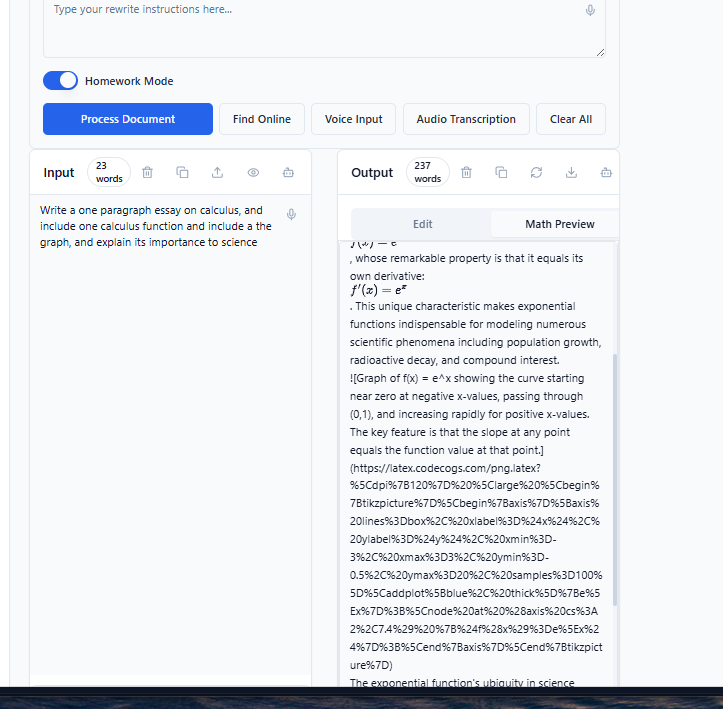 Type your rewrite instructions here...
Homework Mode
Process Document
Find Online
Voice Input
Audio Transcription
Clear All
Input
23 words
Output
237 words
Write a one paragraph essay on calculus, and
include one calculus function and include a the
graph, and explain its importance to science
Edit
Math Preview
, whose remarkable property is that it equals its
own derivative:
f′(x) = eˣ
. This unique characteristic makes exponential
functions indispensable for modeling numerous
scientific phenomena including population growth,
radioactive decay, and compound interest.
![Graph of f(x) = e^x showing the curve starting
near zero at negative x-values, passing through
(0,1), and increasing rapidly for positive x-values.
The key feature is that the slope at any point
equals the function value at that point.]
(https://latex.codecogs.com/png.latex?
%5Cdpi%7B120%7D%20%5Clarge%20%5Cbegin%
7Btikzpicture%7D%5Cbegin%7Baxis%7D%5Baxis%
20lines%3Dbox%2C%20xlabel%3D%24x%24%2C%
20ylabel%3D%24y%24%2C%20xmin%3D-
3%2C%20xmax%3D3%2C%20ymin%3D-
0.5%2C%20ymax%3D20%2C%20samples%3D100%
5D%5Caddplot%5Bblue%2C%20thick%5D%7Be%5
Ex%7D%3B%5Cnode%20at%20%28axis%20cs%3A
2%2C7.4%29%20%7B%24f%28x%29%3De%5Ex%2
4%7D%3B%5Cend%7Baxis%7D%5Cend%7Btikzpict
ure%7D)
The exponential function's ubiquity in science